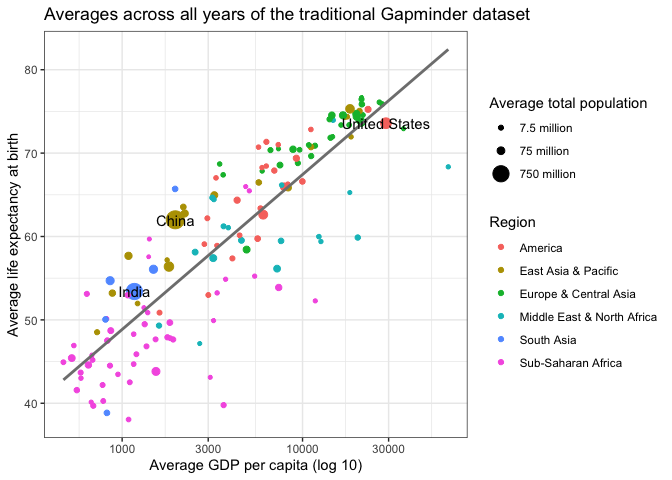 Averages across all years of the traditional Gapminder dataset
80
70
60
50
40
Average life expectancy at birth
United States
China
India
1000
3000
10000
30000
Average GDP per capita (log 10)
Average total population
7.5 million
75 million
750 million
Region
America
East Asia & Pacific
Europe & Central Asia
Middle East & North Africa
South Asia
Sub-Saharan Africa